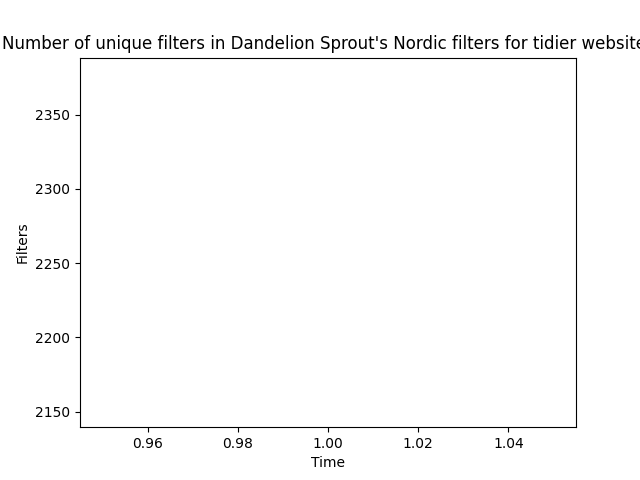 Number of unique filters in Dandelion Sprout's Nordic filters for tidier website
2350
2300
2250
2200
2150
Filters
0.96 0.98 1.00 1.02 1.04
Time